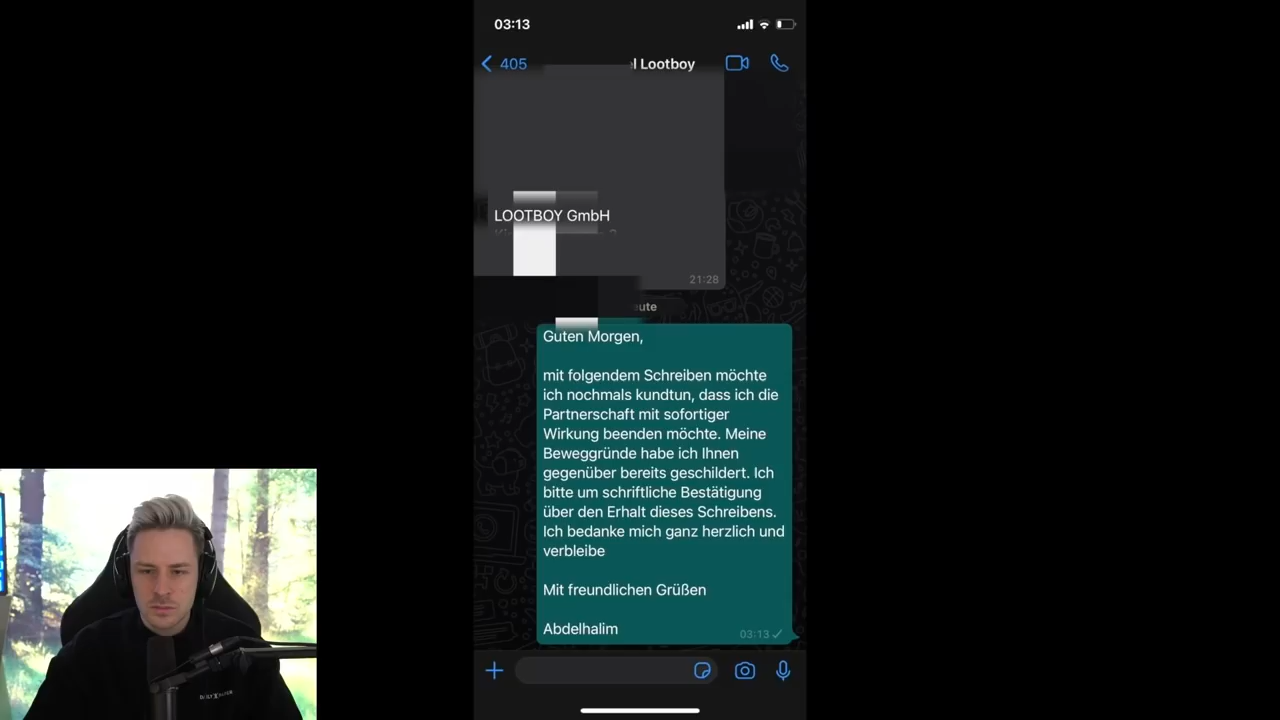 03:13
405
l Lootboy
LOOTBOY GmbH
21:28
Guten Morgen,
mit folgendem Schreiben möchte
ich nochmals kundtun, dass ich die
Partnerschaft mit sofortiger
Wirkung beenden möchte. Meine
Beweggründe habe ich Ihnen
gegenüber bereits geschildert. Ich
bitte um schriftliche Bestätigung
über den Erhalt dieses Schreibens.
Ich bedanke mich ganz herzlich und
verbleibe
Mit freundlichen Grüßen
Abdelhalim
03:13